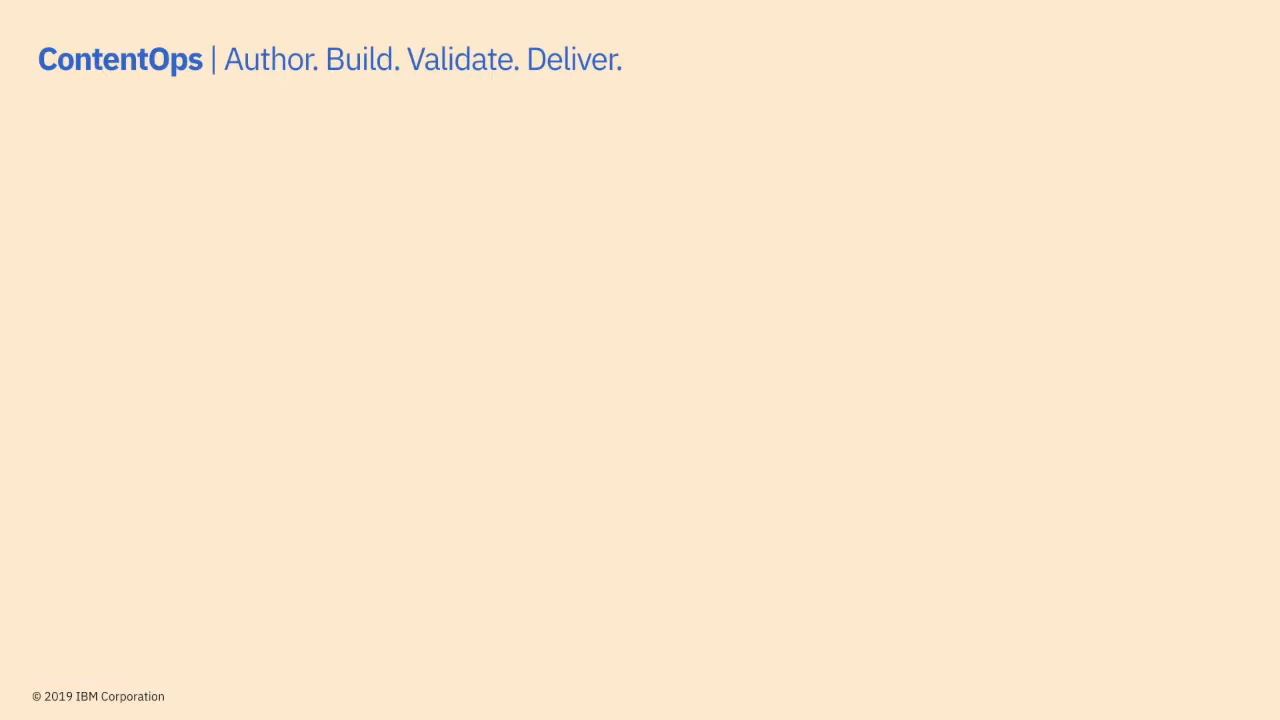 ContentOps | Author. Build. Validate. Deliver.
© 2019 IBM Corporation